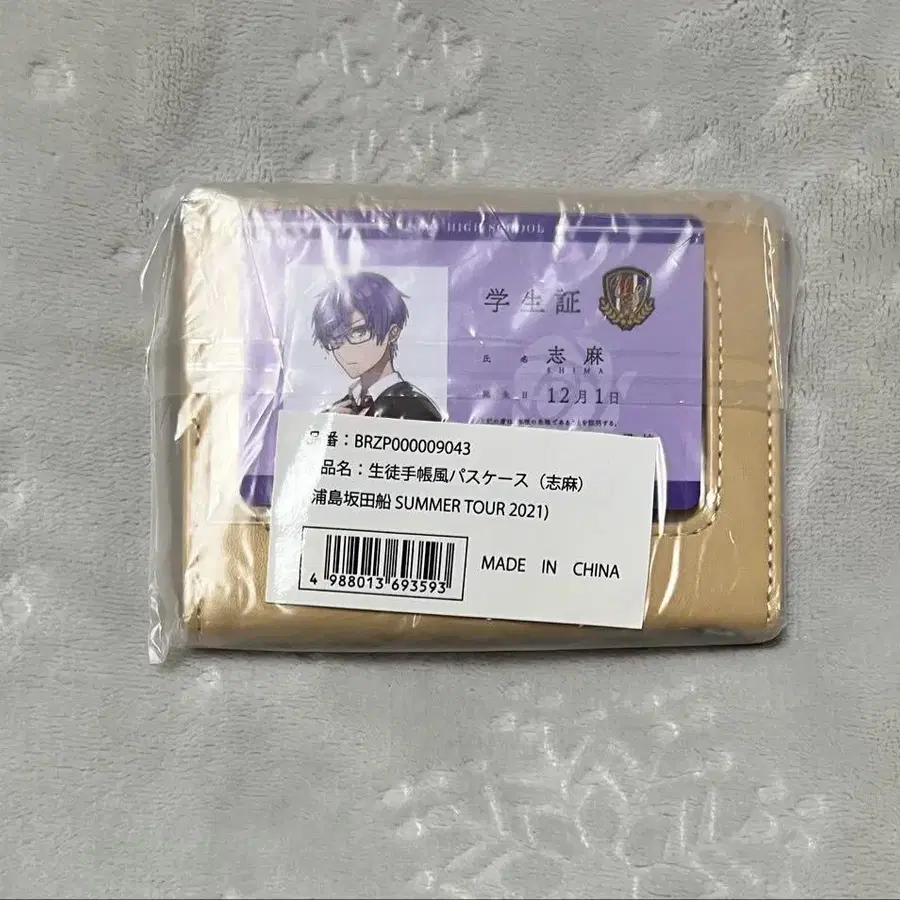 HIGH SCHOOL
学生証
氏名 志麻
SHIMA
12月1日
品番：BRZP000009043
品名：生徒手帳風パスケース（志麻）
浦島坂田船 SUMMER TOUR 2021)
4 988013 693593
MADE IN CHINA